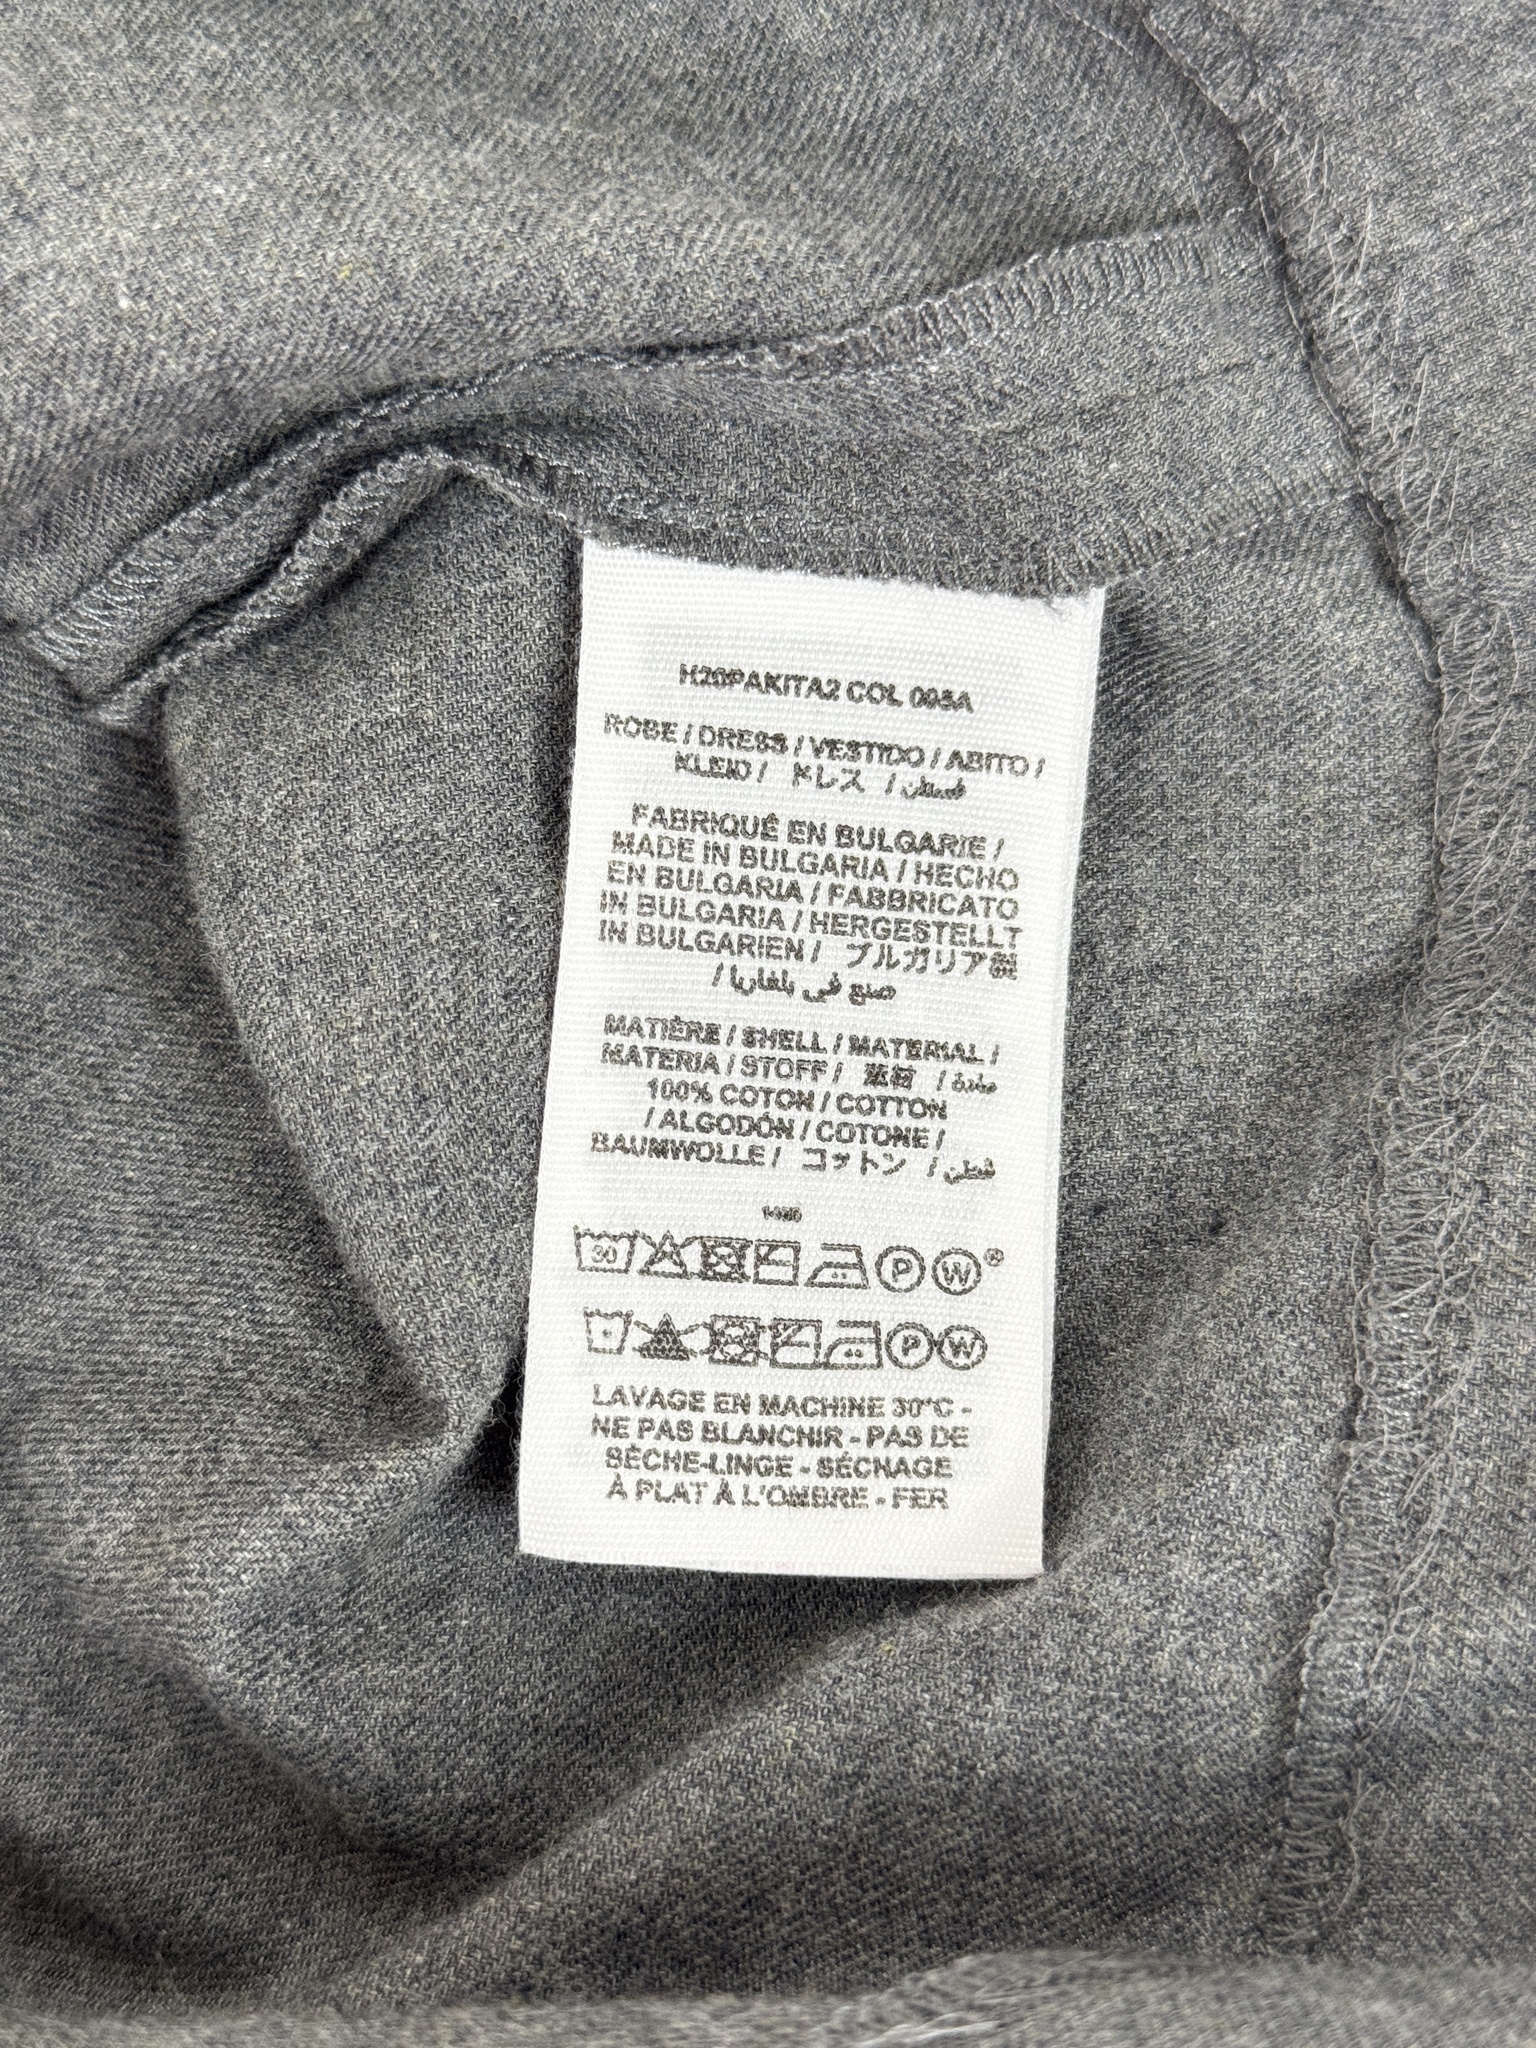 H20PAKITA2 COL 093A
ROBE / DRESS / VESTIDO / ABITO /
KLEID / ドレス / فستان
FABRIQUÉ EN BULGARIE /
MADE IN BULGARIA / HECHO
EN BULGARIA / FABBRICATO
IN BULGARIA / HERGESTELLT
IN BULGARIEN / ブルガリア製
/ صنع في بلغاريا
MATIÈRE / SHELL / MATERIAL /
MATERIA / STOFF / 素材 / مادة
100% COTON / COTTON
/ ALGODÓN / COTONE /
BAUMWOLLE / コットン / قطن
30 P W ®
P W
LAVAGE EN MACHINE 30°C -
NE PAS BLANCHIR - PAS DE
SÈCHE-LINGE - SÉCHAGE
À PLAT À L'OMBRE - FER